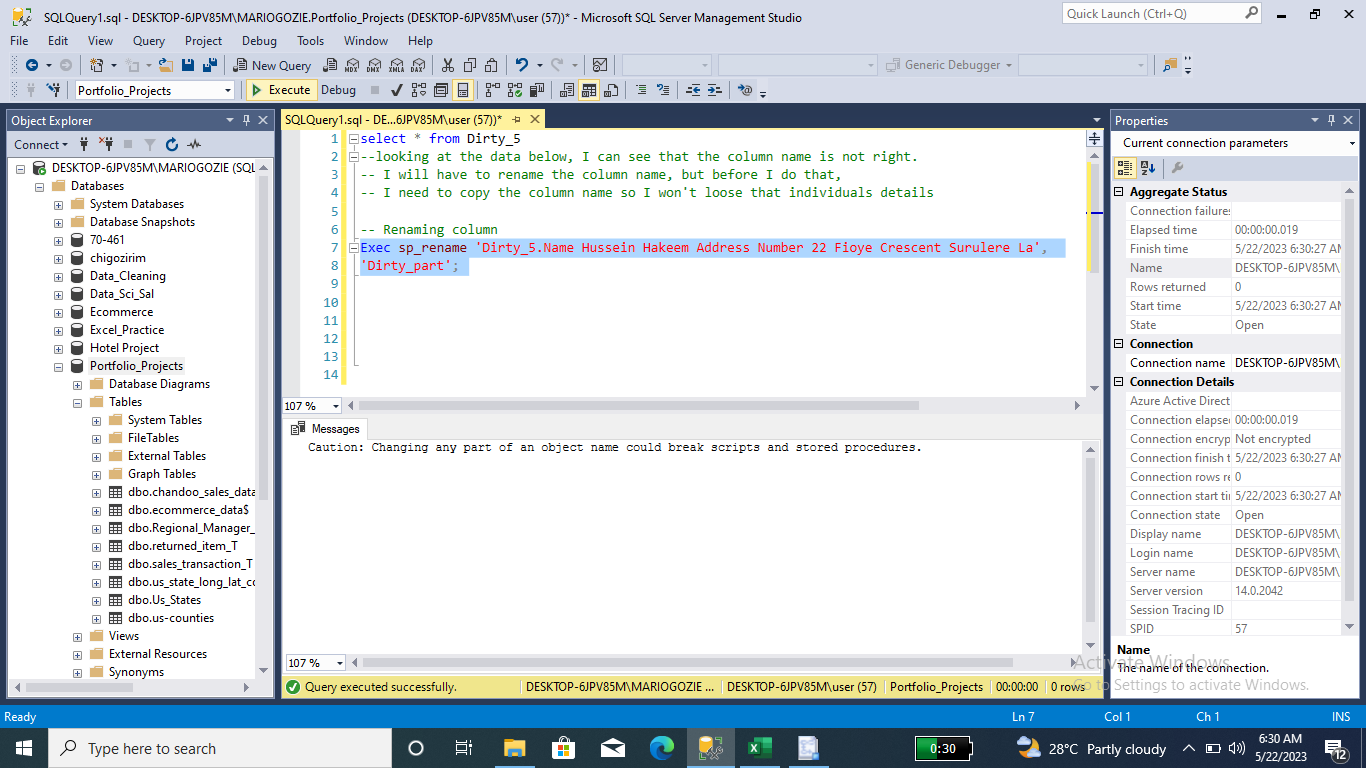 SQLQuery1.sql - DESKTOP-6JPV85M\MARIOGOZIE.Portfolio_Projects (DESKTOP-6JPV85M\user (57))* - Microsoft SQL Server Management Studio
Quick Launch (Ctrl+Q)
File Edit View Query Project Debug Tools Window Help
New Query MDX DMX XMLA DAX Generic Debugger
Portfolio_Projects Execute Debug
Object Explorer
Connect
DESKTOP-6JPV85M\MARIOGOZIE (SQL
Databases
System Databases
Database Snapshots
70-461
chigozirim
Data_Cleaning
Data_Sci_Sal
Ecommerce
Excel_Practice
Hotel Project
Portfolio_Projects
Database Diagrams
Tables
System Tables
FileTables
External Tables
Graph Tables
dbo.chandoo_sales_data
dbo.ecommerce_data$
dbo.Regional_Manager_
dbo.returned_item_T
dbo.sales_transaction_T
dbo.us_state_long_lat_co
dbo.Us_States
dbo.us-counties
Views
External Resources
Synonyms
SQLQuery1.sql - DE...6JPV85M\user (57))*
1 select * from Dirty_5
2 --looking at the data below, I can see that the column name is not right.
3 -- I will have to rename the column name, but before I do that,
4 -- I need to copy the column name so I won't loose that individuals details
5
6 -- Renaming column
7 Exec sp_rename 'Dirty_5.Name Hussein Hakeem Address Number 22 Fioye Crescent Surulere La',
8 'Dirty_part';
9
10
11
12
13
14
107 %
Messages
Caution: Changing any part of an object name could break scripts and stored procedures.
107 %
Query executed successfully. DESKTOP-6JPV85M\MARIOGOZIE ... DESKTOP-6JPV85M\user (57) Portfolio_Projects 00:00:00 0 rows
Properties
Current connection parameters
Aggregate Status
Connection failures
Elapsed time 00:00:00.019
Finish time 5/22/2023 6:30:27 AM
Name DESKTOP-6JPV85M\
Rows returned 0
Start time 5/22/2023 6:30:27 AM
State Open
Connection
Connection name DESKTOP-6JPV85M\
Connection Details
Azure Active Direct
Connection elapse 00:00:00.019
Connection encryp Not encrypted
Connection finish t 5/22/2023 6:30:27 AM
Connection rows re 0
Connection start ti 5/22/2023 6:30:27 AM
Connection state Open
Display name DESKTOP-6JPV85M\
Login name DESKTOP-6JPV85M\
Server name DESKTOP-6JPV85M\
Server version 14.0.2042
Session Tracing ID
SPID 57
Name
The name of the connection.
Activate Windows
Go to Settings to activate Windows.
Ready Ln 7 Col 1 Ch 1 INS
Type here to search
0:30
28°C Partly cloudy
6:30 AM
5/22/2023
12